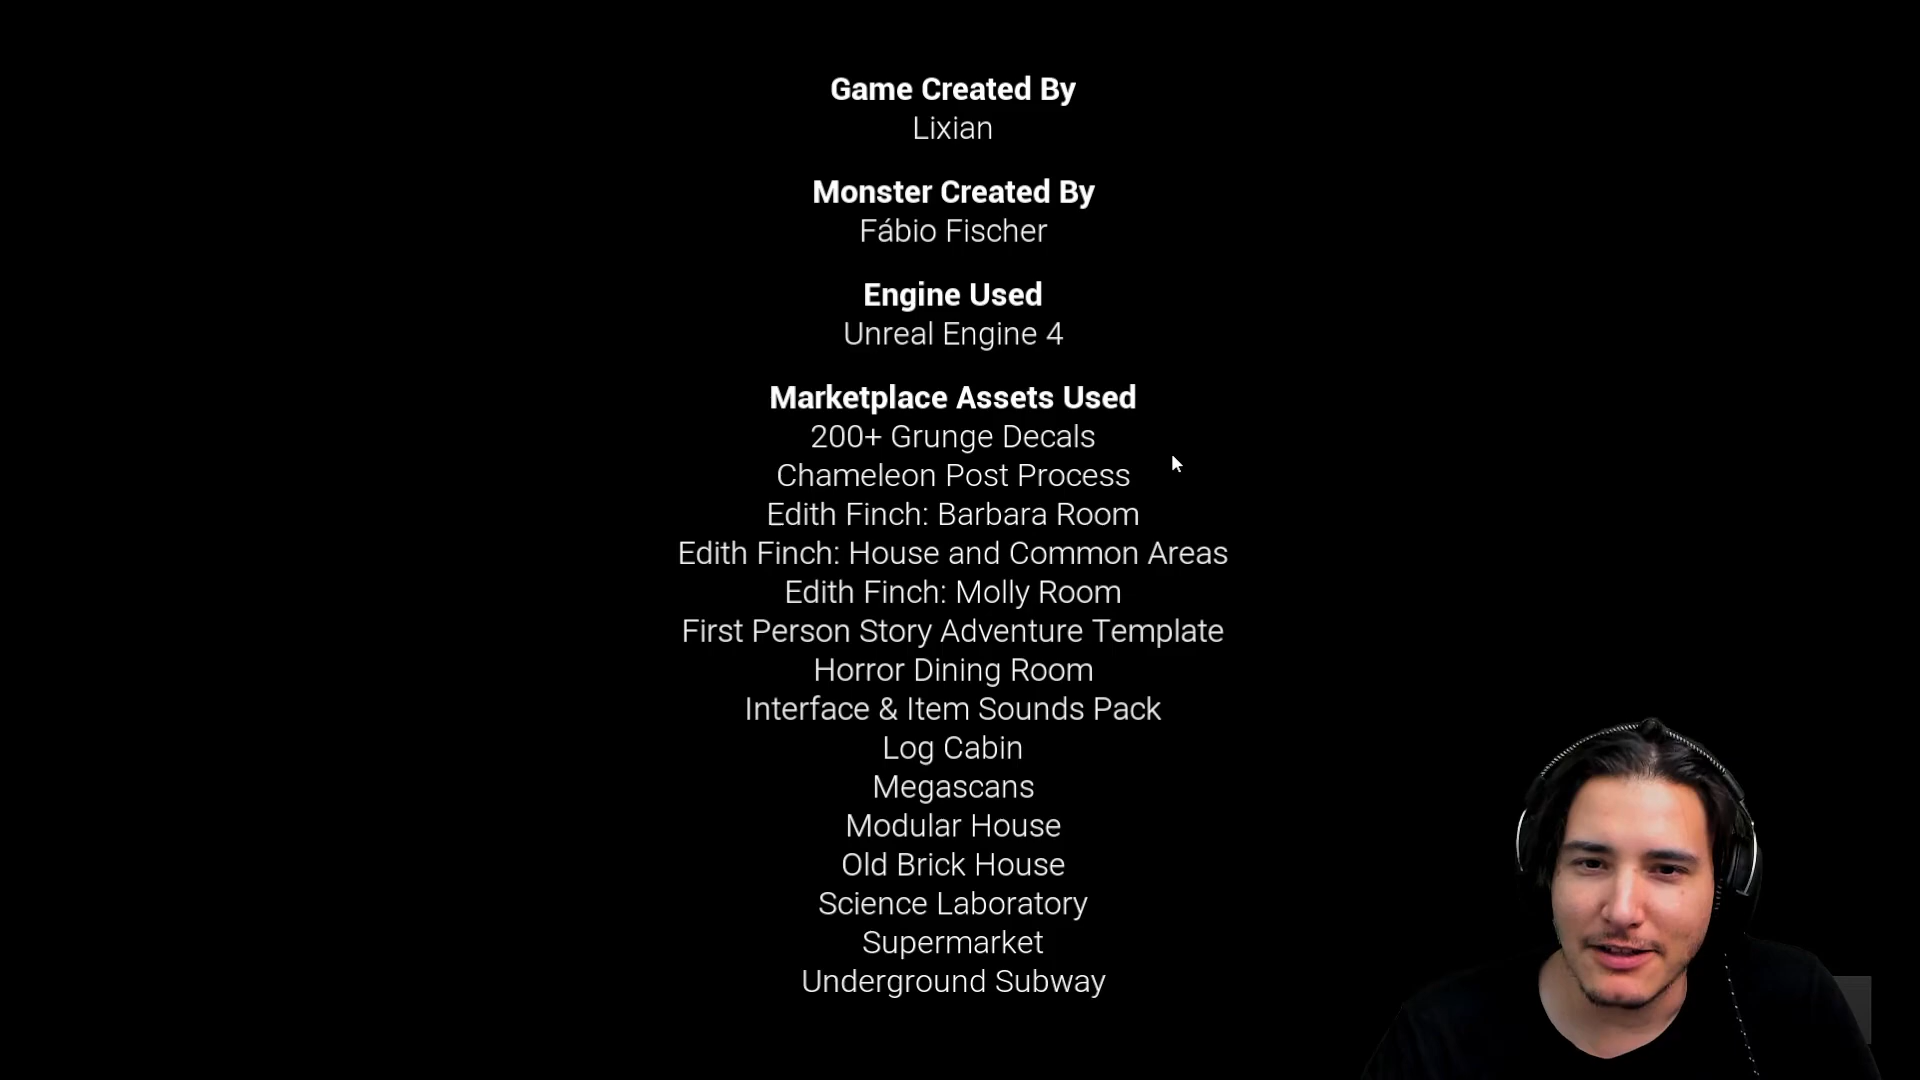 Game Created By
Lixian
Monster Created By
Fábio Fischer
Engine Used
Unreal Engine 4
Marketplace Assets Used
200+ Grunge Decals
Chameleon Post Process
Edith Finch: Barbara Room
Edith Finch: House and Common Areas
Edith Finch: Molly Room
First Person Story Adventure Template
Horror Dining Room
Interface & Item Sounds Pack
Log Cabin
Megascans
Modular House
Old Brick House
Science Laboratory
Supermarket
Underground Subway